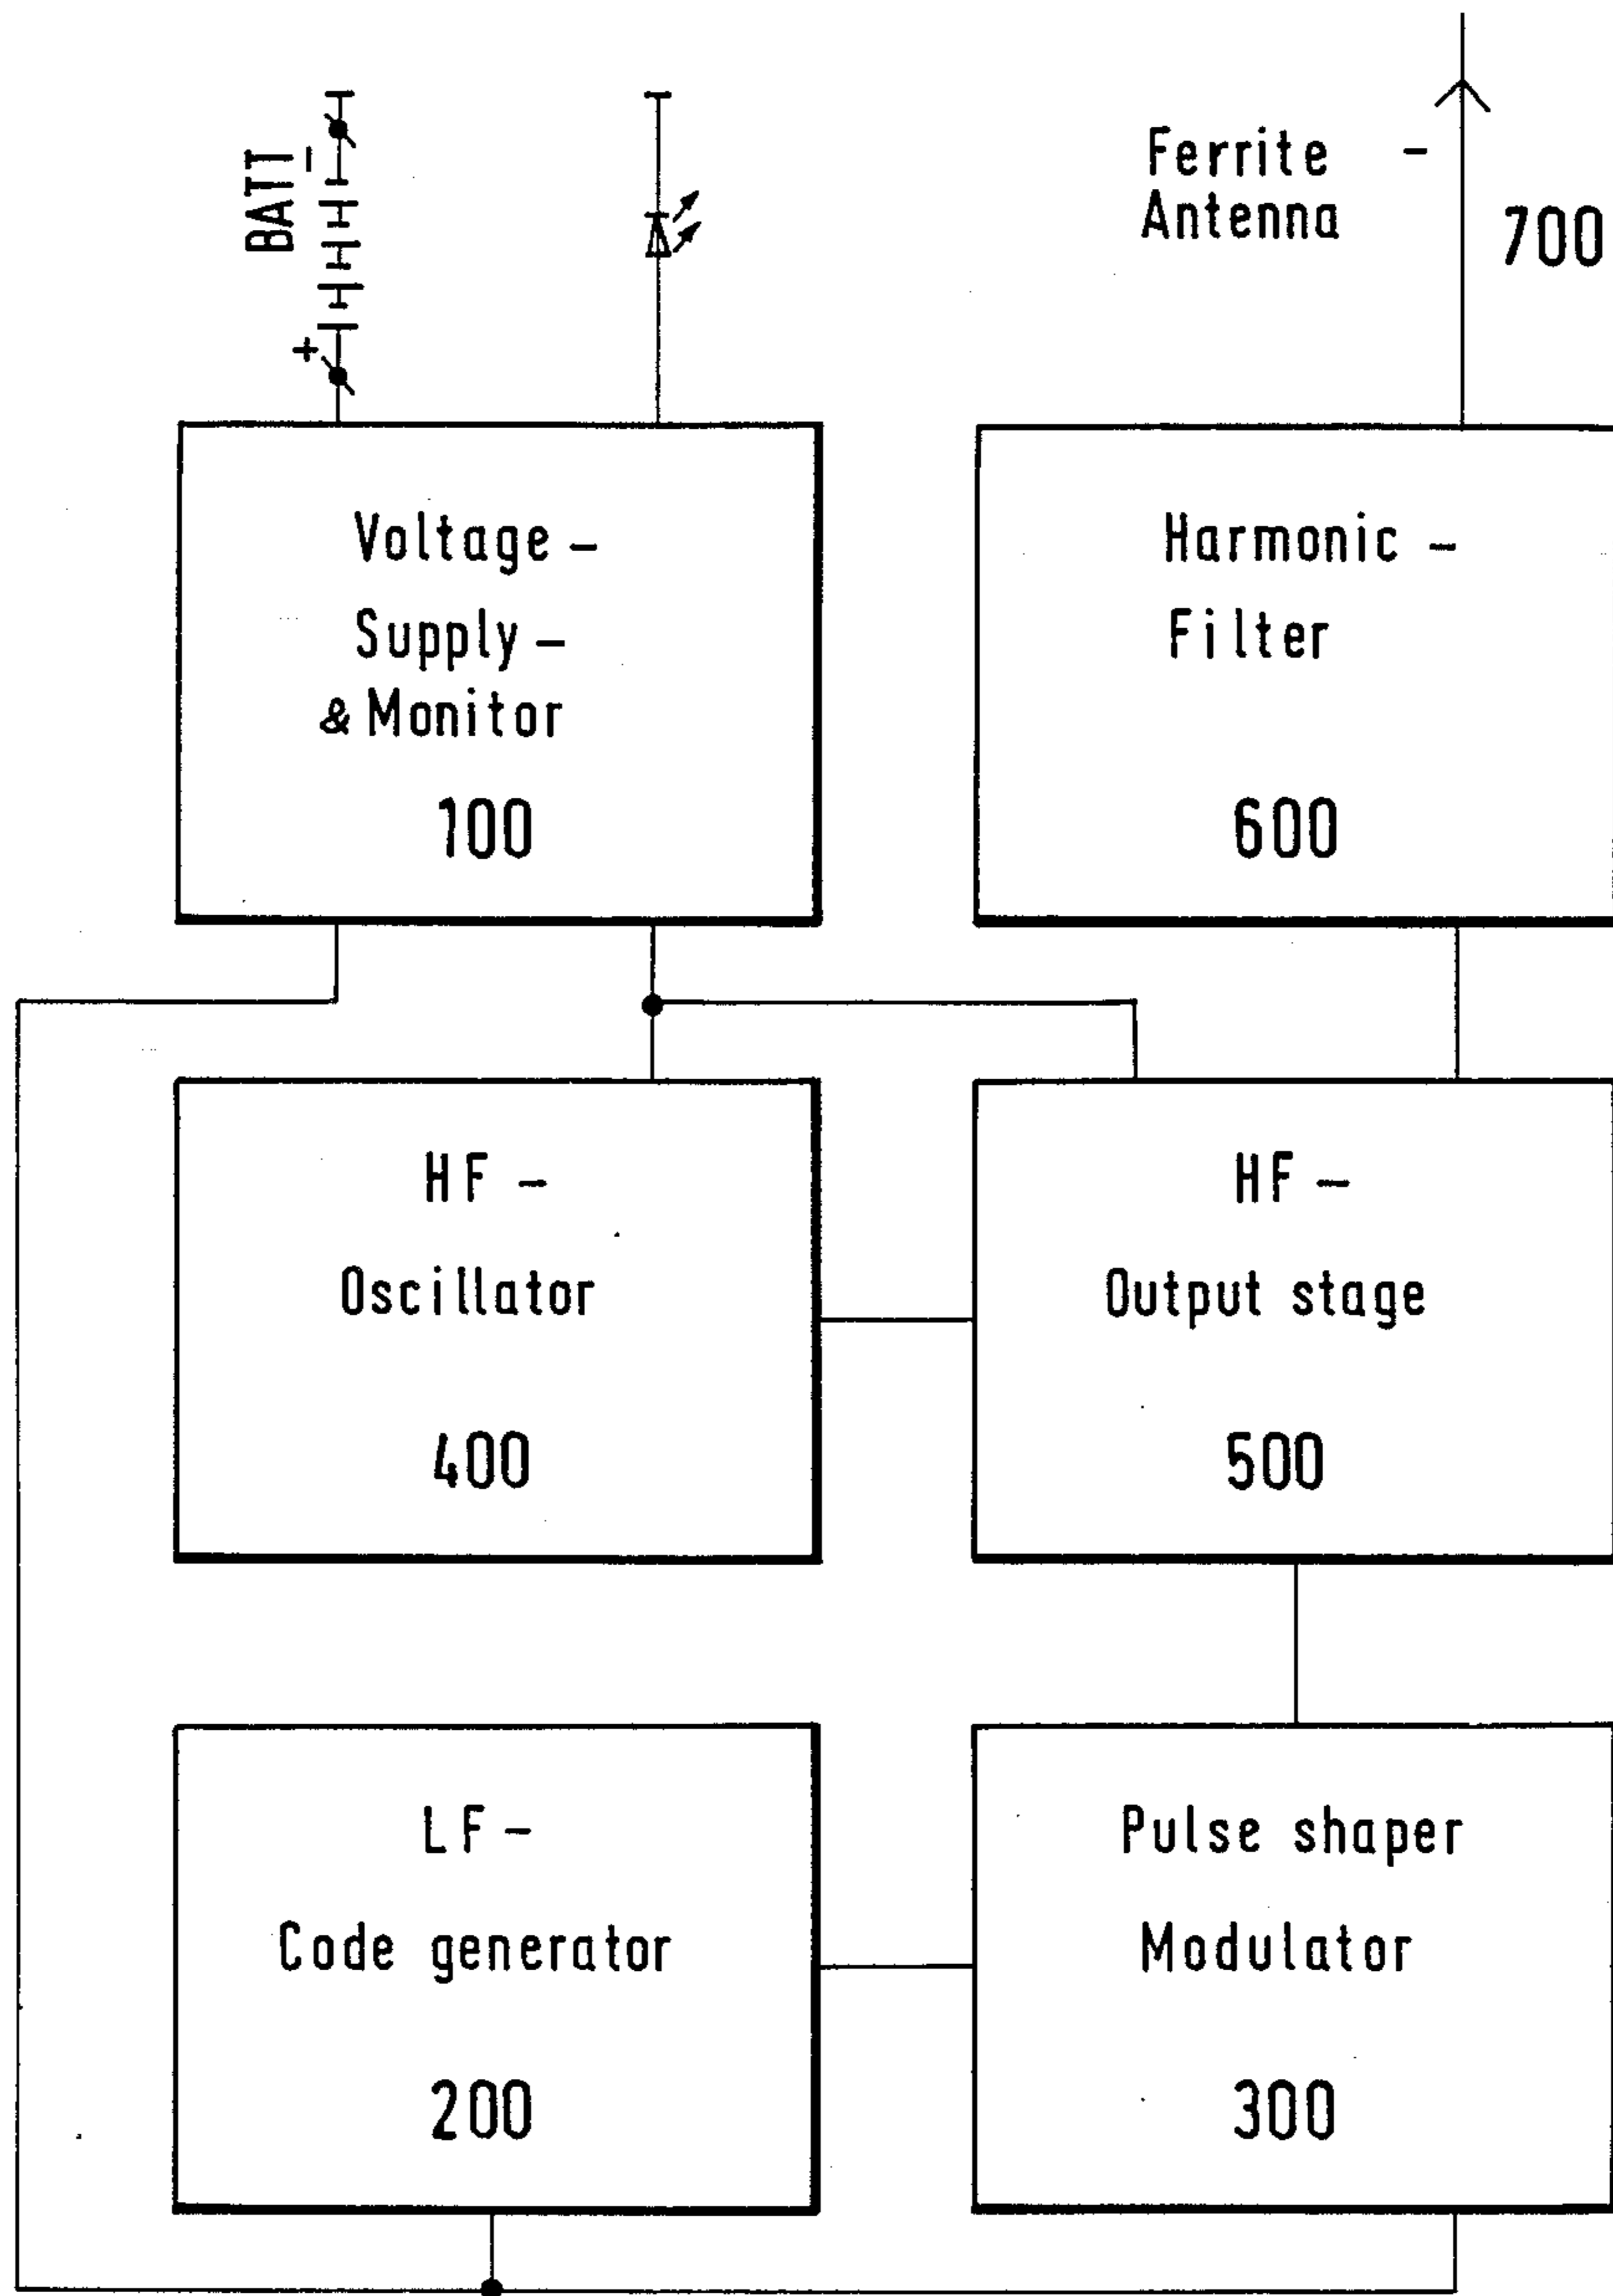 BATT
–
+
Ferrite –
Antenna
700
Voltage –
Supply –
& Monitor
100
Harmonic –
Filter
600
HF –
Oscillator
400
HF –
Output stage
500
LF –
Code generator
200
Pulse shaper
Modulator
300